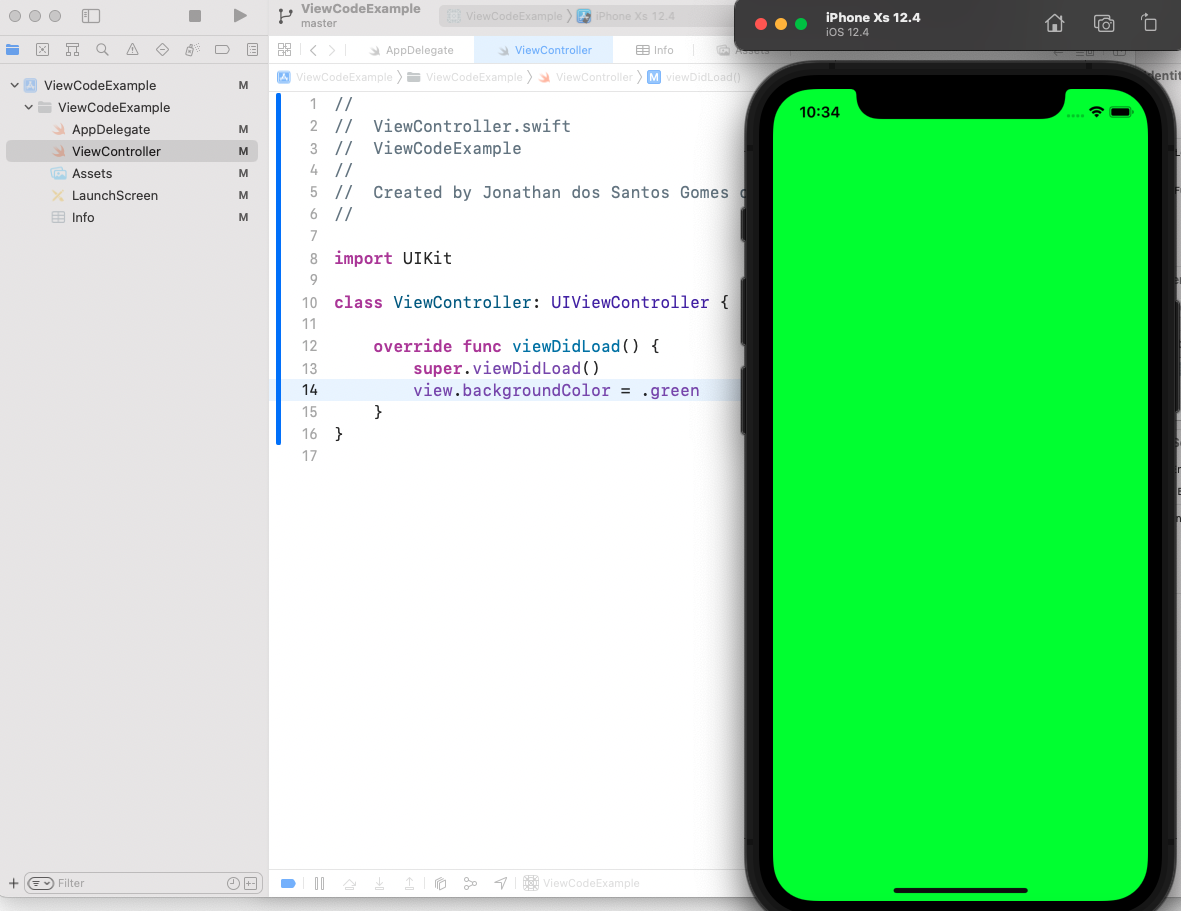 ViewCodeExample
master
ViewCodeExample
iPhone Xs 12.4
AppDelegate
ViewController
Info
Assets
ViewCodeExample
ViewCodeExample
ViewController
M
viewDidLoad()
ViewCodeExample M
ViewCodeExample
AppDelegate M
ViewController M
Assets M
LaunchScreen M
Info M
Filter
1 //
2 // ViewController.swift
3 // ViewCodeExample
4 //
5 // Created by Jonathan dos Santos Gomes
6 //
7
8 import UIKit
9
10 class ViewController: UIViewController {
11
12 override func viewDidLoad() {
13 super.viewDidLoad()
14 view.backgroundColor = .green
15 }
16 }
17
ViewCodeExample
iPhone Xs 12.4
iOS 12.4
10:34